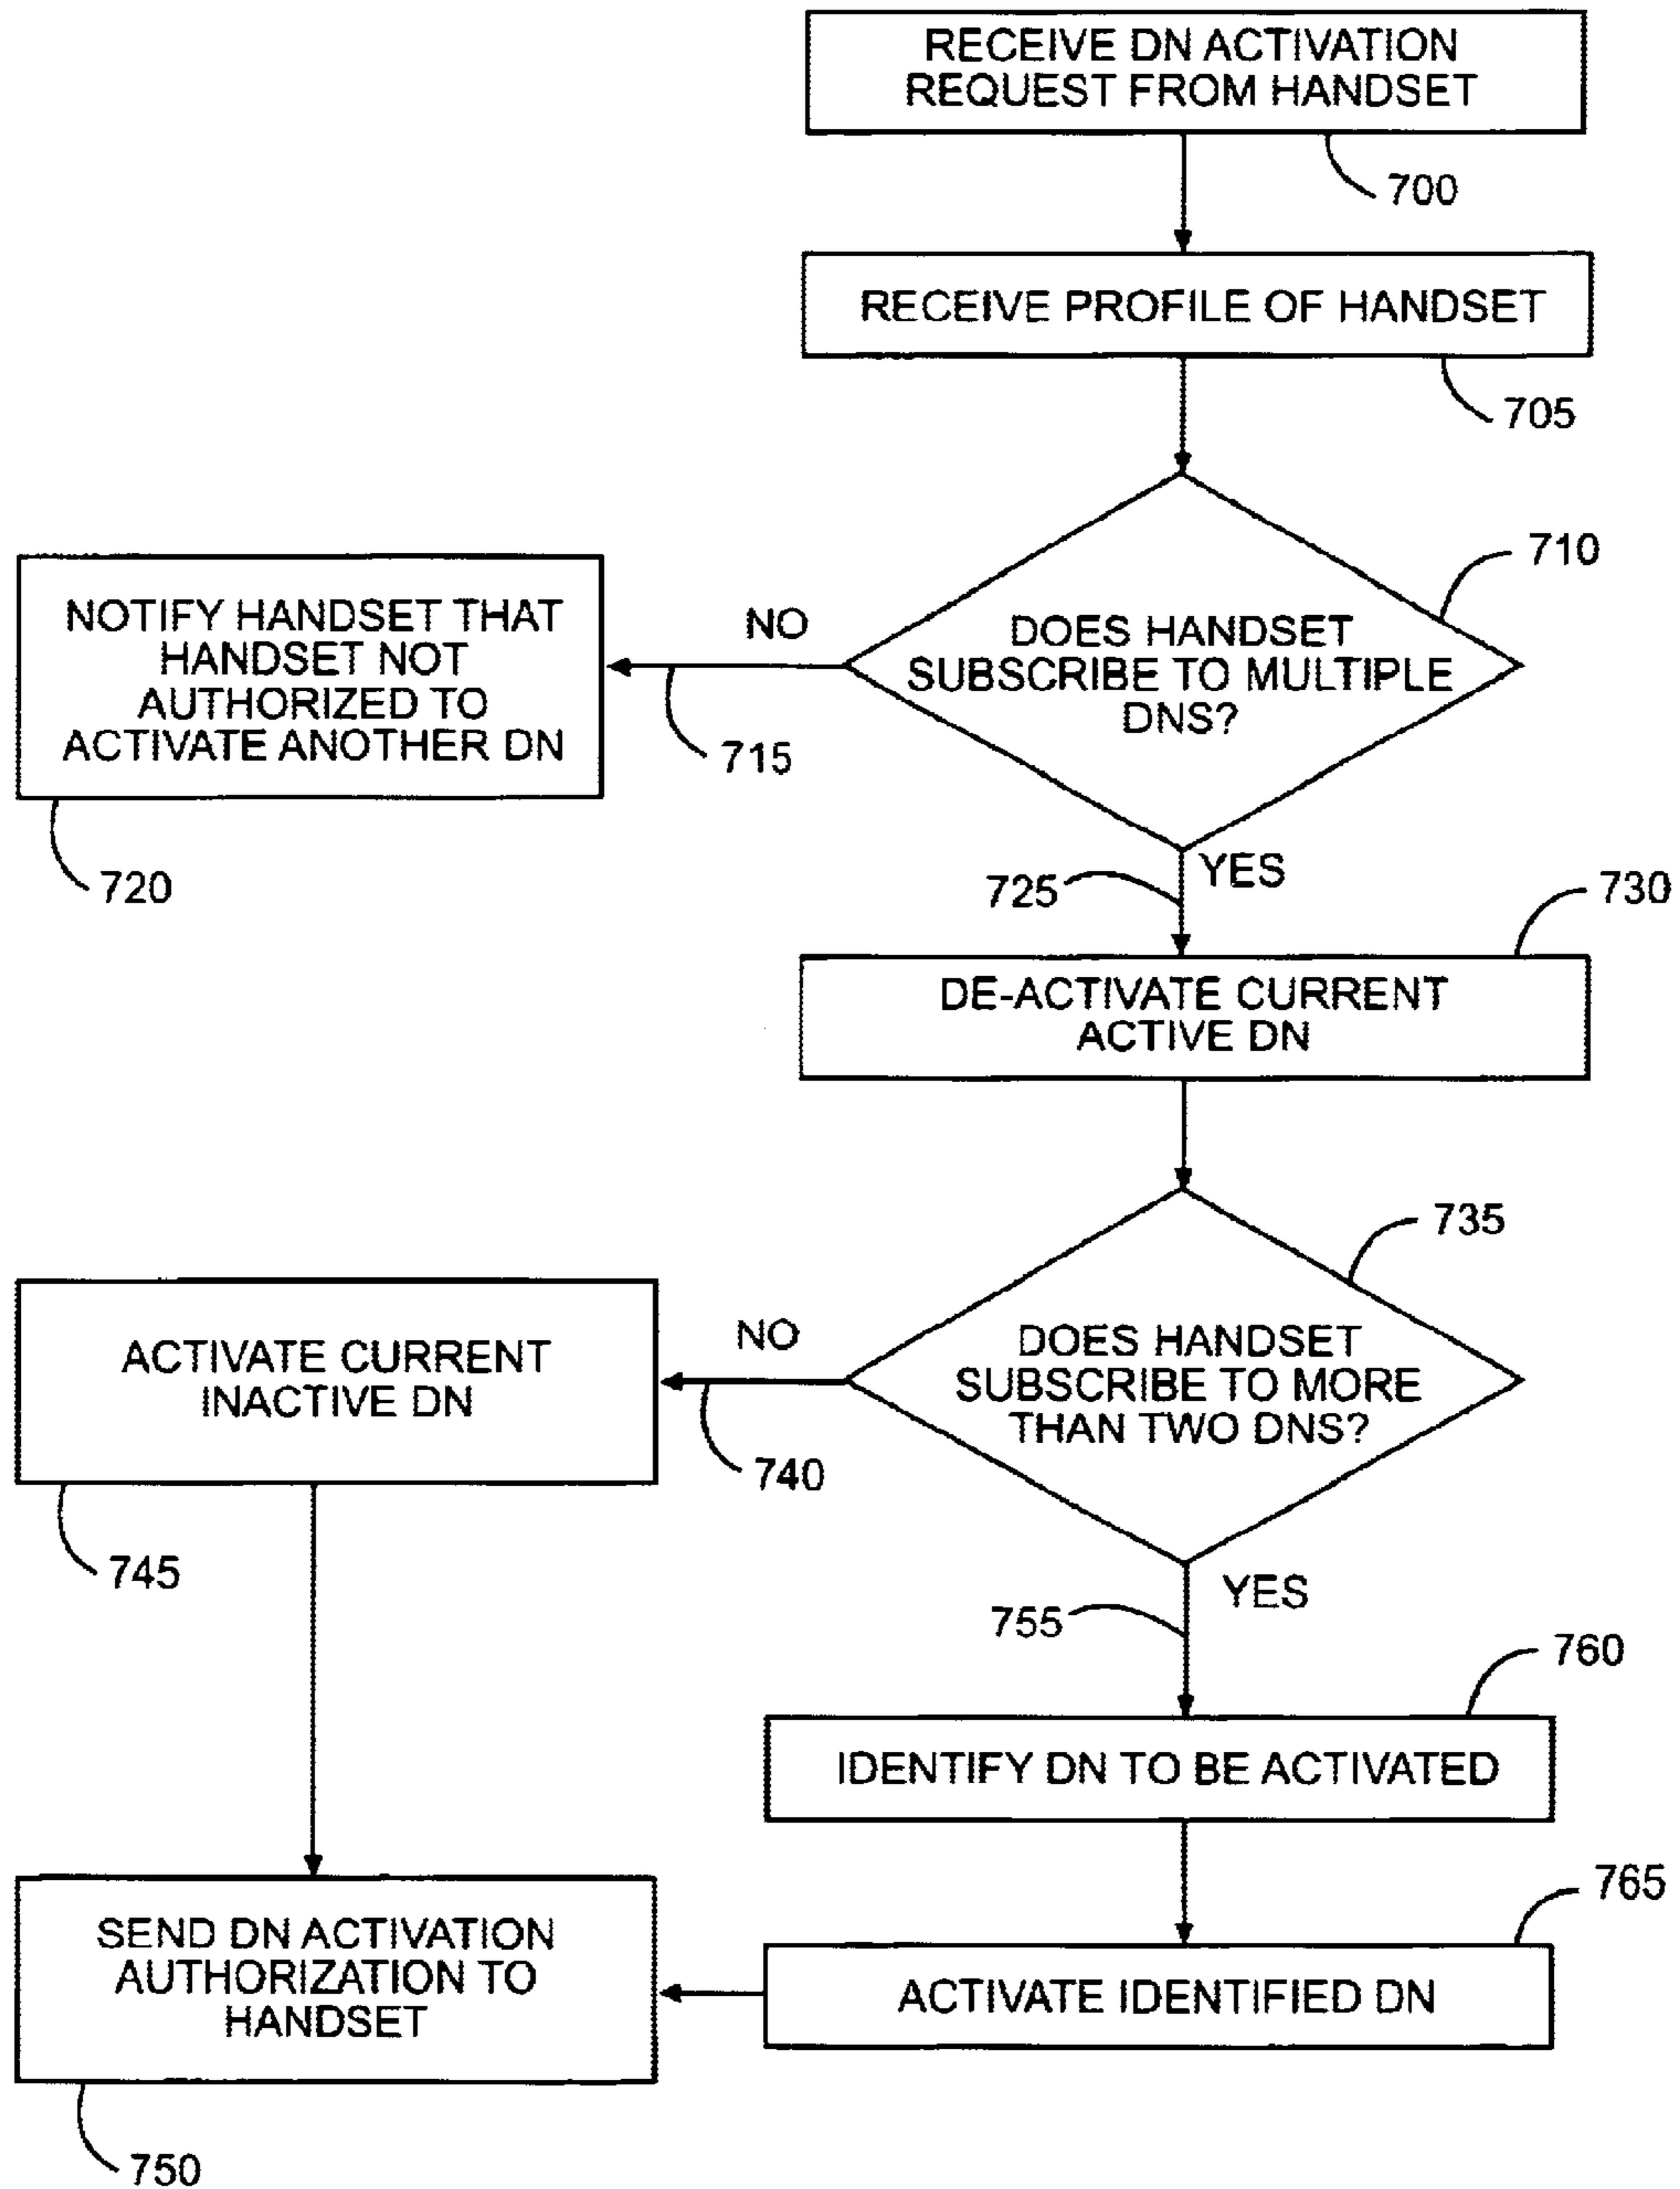 RECEIVE DN ACTIVATION
REQUEST FROM HANDSET
700
RECEIVE PROFILE OF HANDSET
705
710
DOES HANDSET
SUBSCRIBE TO MULTIPLE
DNS?
NO
715
NOTIFY HANDSET THAT
HANDSET NOT
AUTHORIZED TO
ACTIVATE ANOTHER DN
720
YES
725
730
DE-ACTIVATE CURRENT
ACTIVE DN
735
DOES HANDSET
SUBSCRIBE TO MORE
THAN TWO DNS?
NO
740
ACTIVATE CURRENT
INACTIVE DN
745
YES
755
760
IDENTIFY DN TO BE ACTIVATED
765
ACTIVATE IDENTIFIED DN
SEND DN ACTIVATION
AUTHORIZATION TO
HANDSET
750